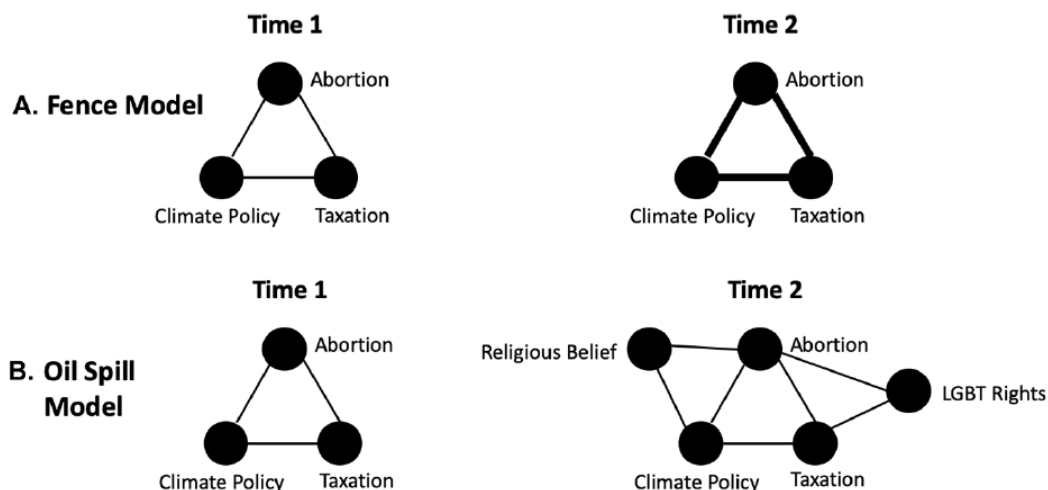 Time 1
Time 2
A. Fence Model
Abortion
Abortion
Climate Policy
Taxation
Climate Policy
Taxation
Time 1
Time 2
B. Oil Spill
Model
Abortion
Religious Belief
Abortion
LGBT Rights
Climate Policy
Taxation
Climate Policy
Taxation